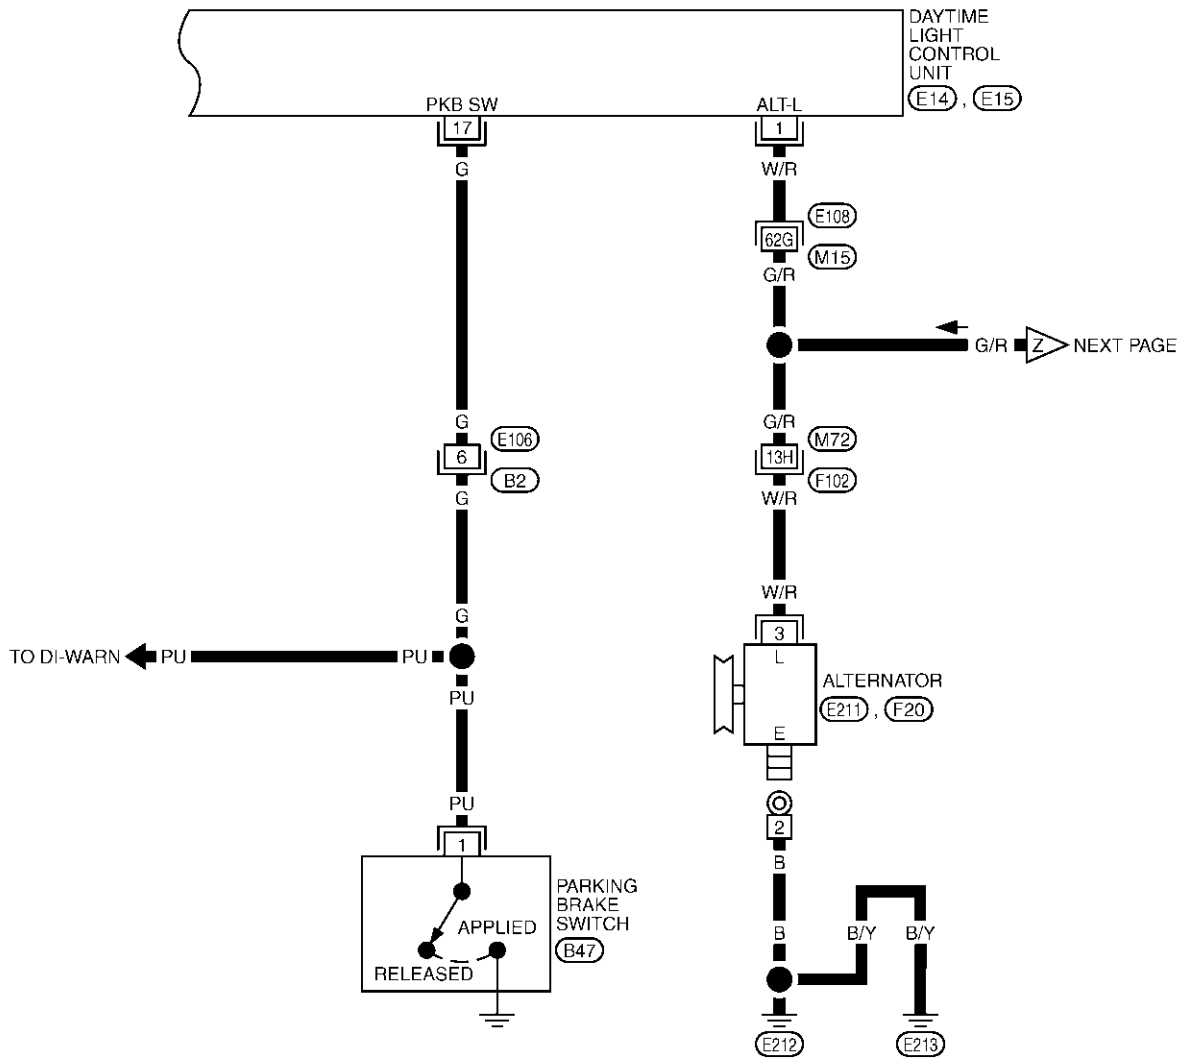 DAYTIME
LIGHT
CONTROL
UNIT
E14 , E15
PKB SW
ALT-L
17
1
G
W/R
E108
62G
M15
G/R
G/R
Z
NEXT PAGE
G
G/R
E106
M72
6
13H
B2
F102
G
W/R
G
W/R
3
TO DI-WARN
PU
PU
L
PU
ALTERNATOR
E211 , F20
E
PU
2
1
B
PARKING
BRAKE
SWITCH
APPLIED
B47
RELEASED
B
B/Y
B/Y
E212
E213